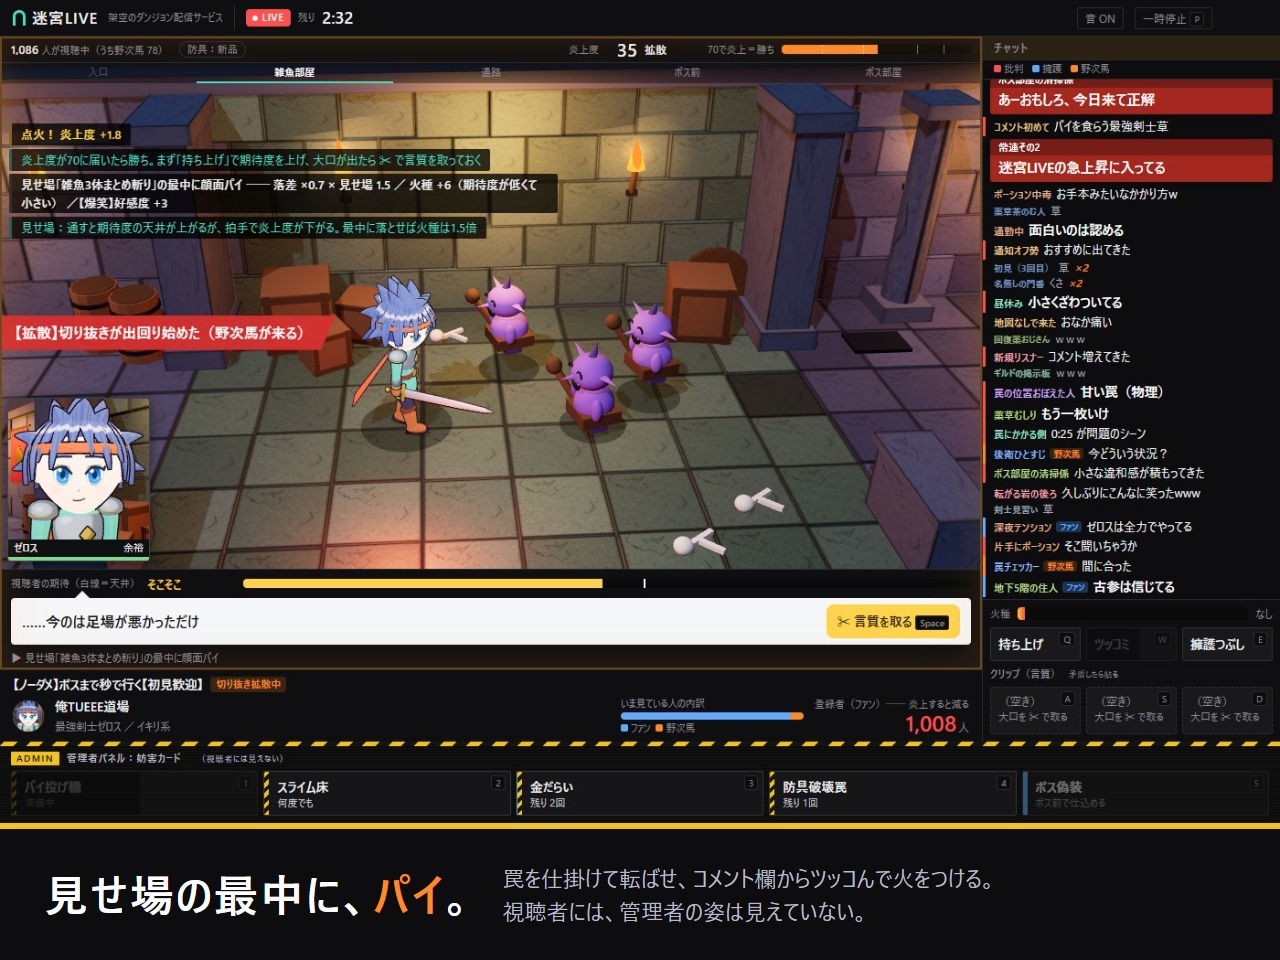 迷宮LIVE 架空のダンジョン配信サービス ● LIVE 残り 2:32 音 ON 一時停止 P
1,086 人が視聴中（うち野次馬 78） 防具：新品 炎上度 35 拡散 70で炎上＝勝ち
入口 雑魚部屋 通路 ボス前 ボス部屋
点火！ 炎上度 +1.8
炎上度が70に届いたら勝ち。まず「持ち上げ」で期待度を上げ、大口が出たら ✂ で言質を取っておく
見せ場「雑魚3体まとめ斬り」の最中に顔面パイ ── 落差 ×0.7 × 見せ場 1.5 ／ 火種 +6（期待度が低くて
小さい） ／【爆笑】好感度 +3
見せ場：通すと期待度の天井が上がるが、拍手で炎上度が下がる。最中に落とせば火種は1.5倍
【拡散】切り抜きが出回り始めた（野次馬が来る）
ゼロス 余裕
視聴者の期待（白線＝天井） そこそこ
……今のは足場が悪かっただけ
✂ 言質を取る Space
▶ 見せ場「雑魚3体まとめ斬り」の最中に顔面パイ
【ノーダメ】ボスまで秒で行く【初見歓迎】 切り抜き拡散中
俺TUEEE道場
最強剣士ゼロス ／ イキリ系
いま見ている人の内訳
ファン 野次馬
登録者（ファン）── 炎上すると減る
1,008 人
チャット
批判 擁護 野次馬
ボス部屋の清掃係
あーおもしろ、今日来て正解
コメント初めて パイを食らう最強剣士草
常連その2
迷宮LIVEの急上昇に入ってる
ポーション中毒 お手本みたいなかかり方w
薬草茶のむ人 草
通勤中 面白いのは認める
通知オフ勢 おすすめに出てきた
初見（3回目） 草 ×2
名無しの門番 くさ ×2
昼休み 小さくざわついてる
地図なしで来た おなか痛い
回復薬おじさん w w w
新規リスナー コメント増えてきた
ギルドの掲示板 w w w
罠の位置おぼえた人 甘い罠（物理）
薬草むしり もう一枚いけ
罠にかかる側 0:25 が問題のシーン
後衛ひとすじ 野次馬 今どういう状況？
ボス部屋の清掃係 小さな違和感が積もってきた
転がる岩の後ろ 久しぶりにこんなに笑ったwww
剣士見習い 草
深夜テンション ファン ゼロスは全力でやってる
片手にポーション そこ聞いちゃうか
罠チェッカー 野次馬 間に合った
地下5階の住人 ファン 古参は信じてる
火種 なし
持ち上げ Q ツッコミ W 擁護つぶし E
クリップ（言質） 矛盾したら貼る
（空き） A （空き） S （空き） D
大口を✂で取る 大口を✂で取る 大口を✂で取る
ADMIN 管理者パネル：妨害カード （視聴者には見えない）
パイ投げ機 1 スライム床 2 金だらい 3 防具破壊罠 4 ボス偽装 5
準備中 何度でも 残り 2回 残り 1回 ボス前で仕込める
見せ場の最中に、パイ。
罠を仕掛けて転ばせ、コメント欄からツッコんで火をつける。
視聴者には、管理者の姿は見えていない。